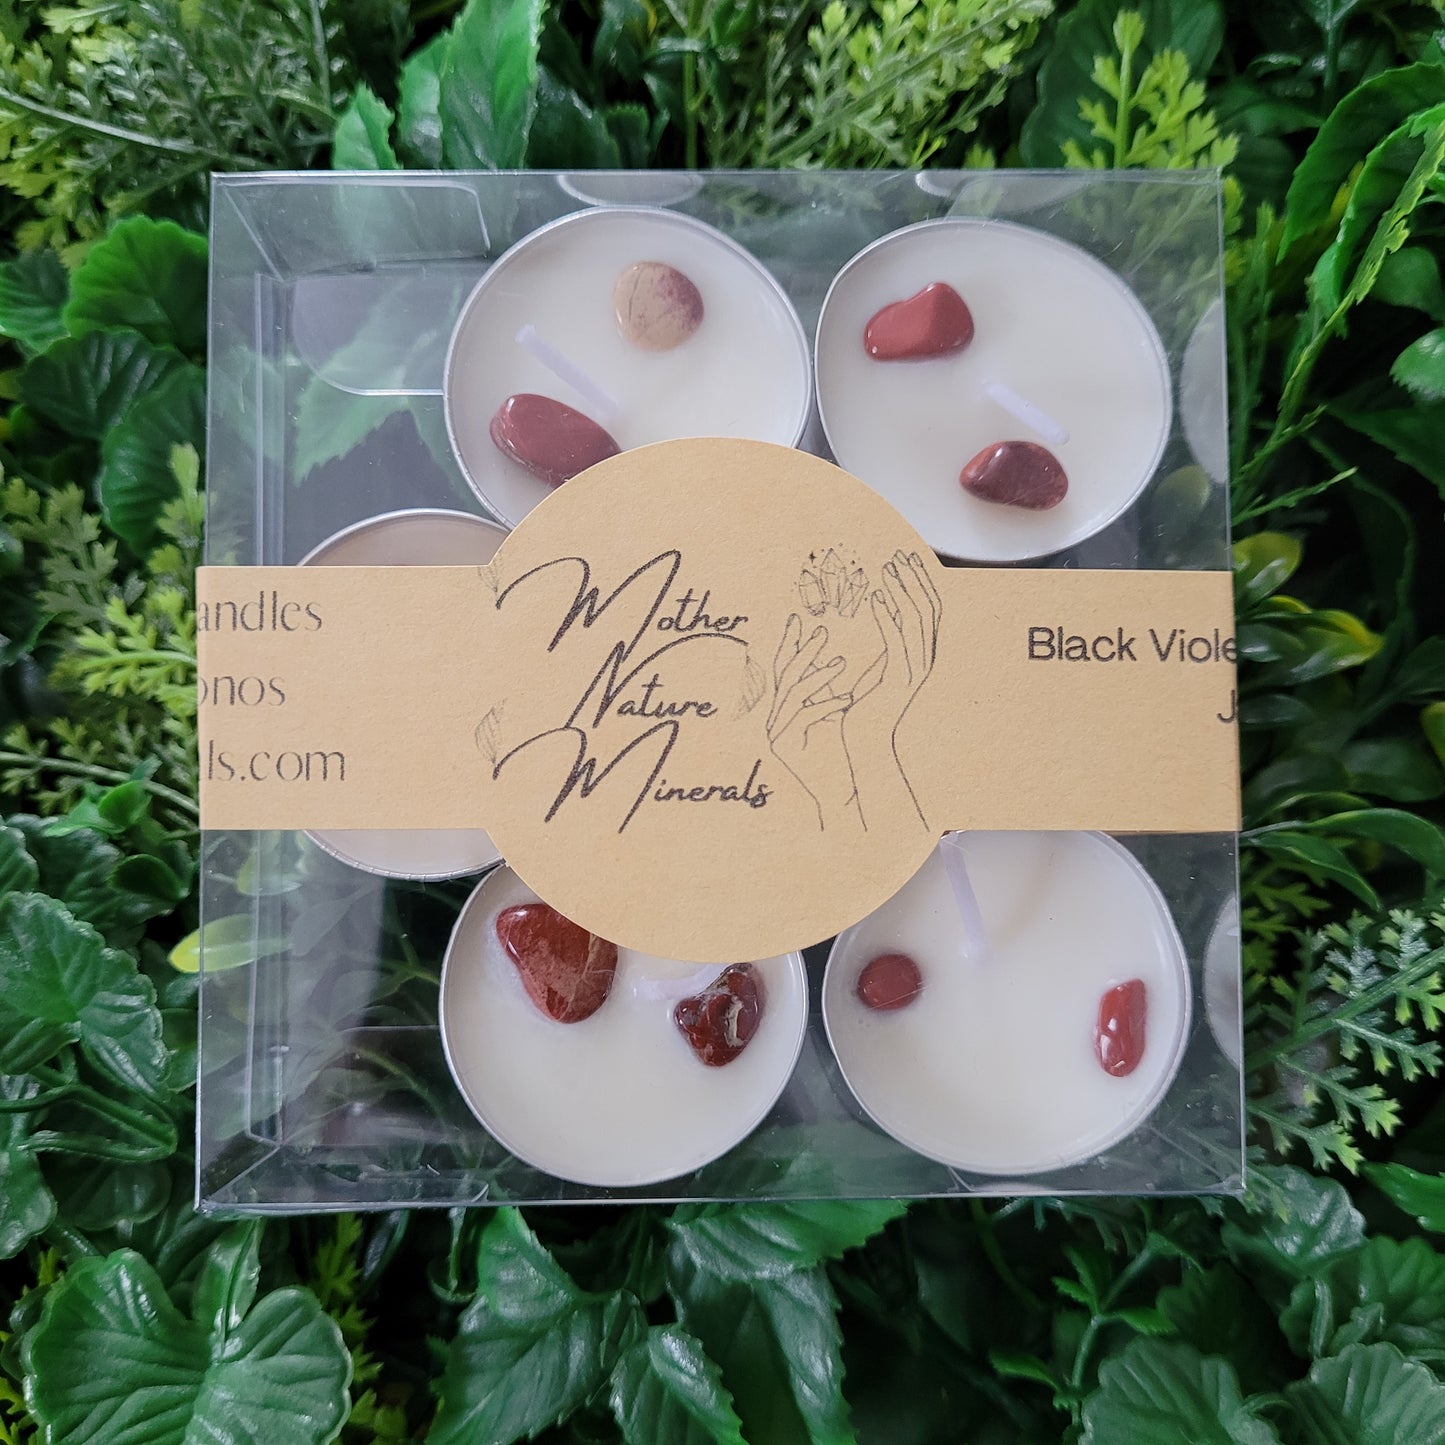 andles
onos
ls.com
Mother
Nature
Minerals
Black Viole
J